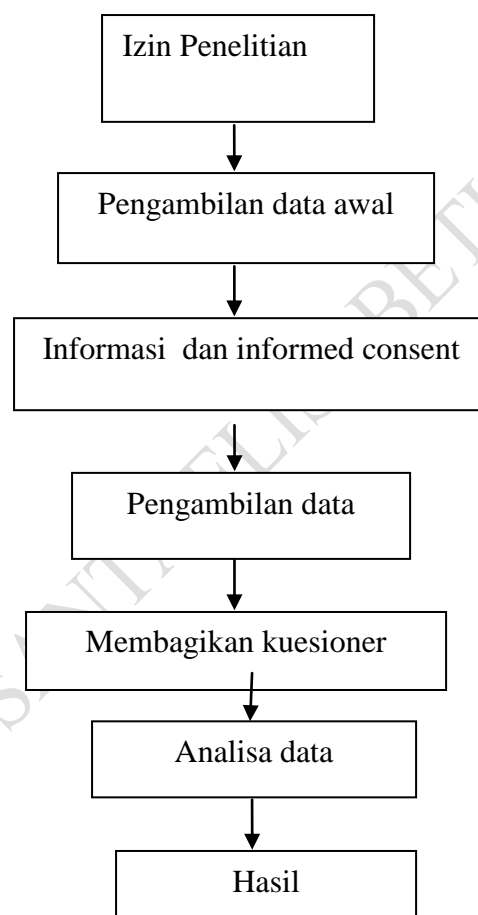 Izin Penelitian
Pengambilan data awal
Informasi  dan informed consent
Pengambilan data
Membagikan kuesioner
Analisa data
Hasil